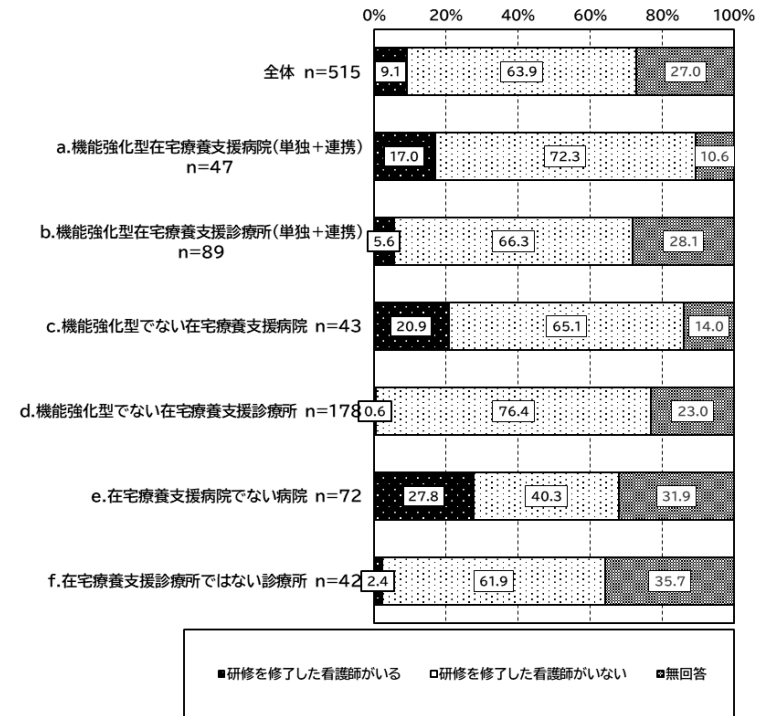 0% 20% 40% 60% 80% 100%
全体 n=515 9.1 63.9 27.0
a.機能強化型在宅療養支援病院(単独+連携)
n=47
17.0 72.3 10.6
b.機能強化型在宅療養支援診療所(単独+連携)
n=89
5.6 66.3 28.1
c.機能強化型でない在宅療養支援病院 n=43 20.9 65.1 14.0
d.機能強化型でない在宅療養支援診療所 n=178 0.6 76.4 23.0
e.在宅療養支援病院でない病院 n=72 27.8 40.3 31.9
f.在宅療養支援診療所ではない診療所 n=42 2.4 61.9 35.7
研修を修了した看護師がいる 研修を修了した看護師がいない 無回答